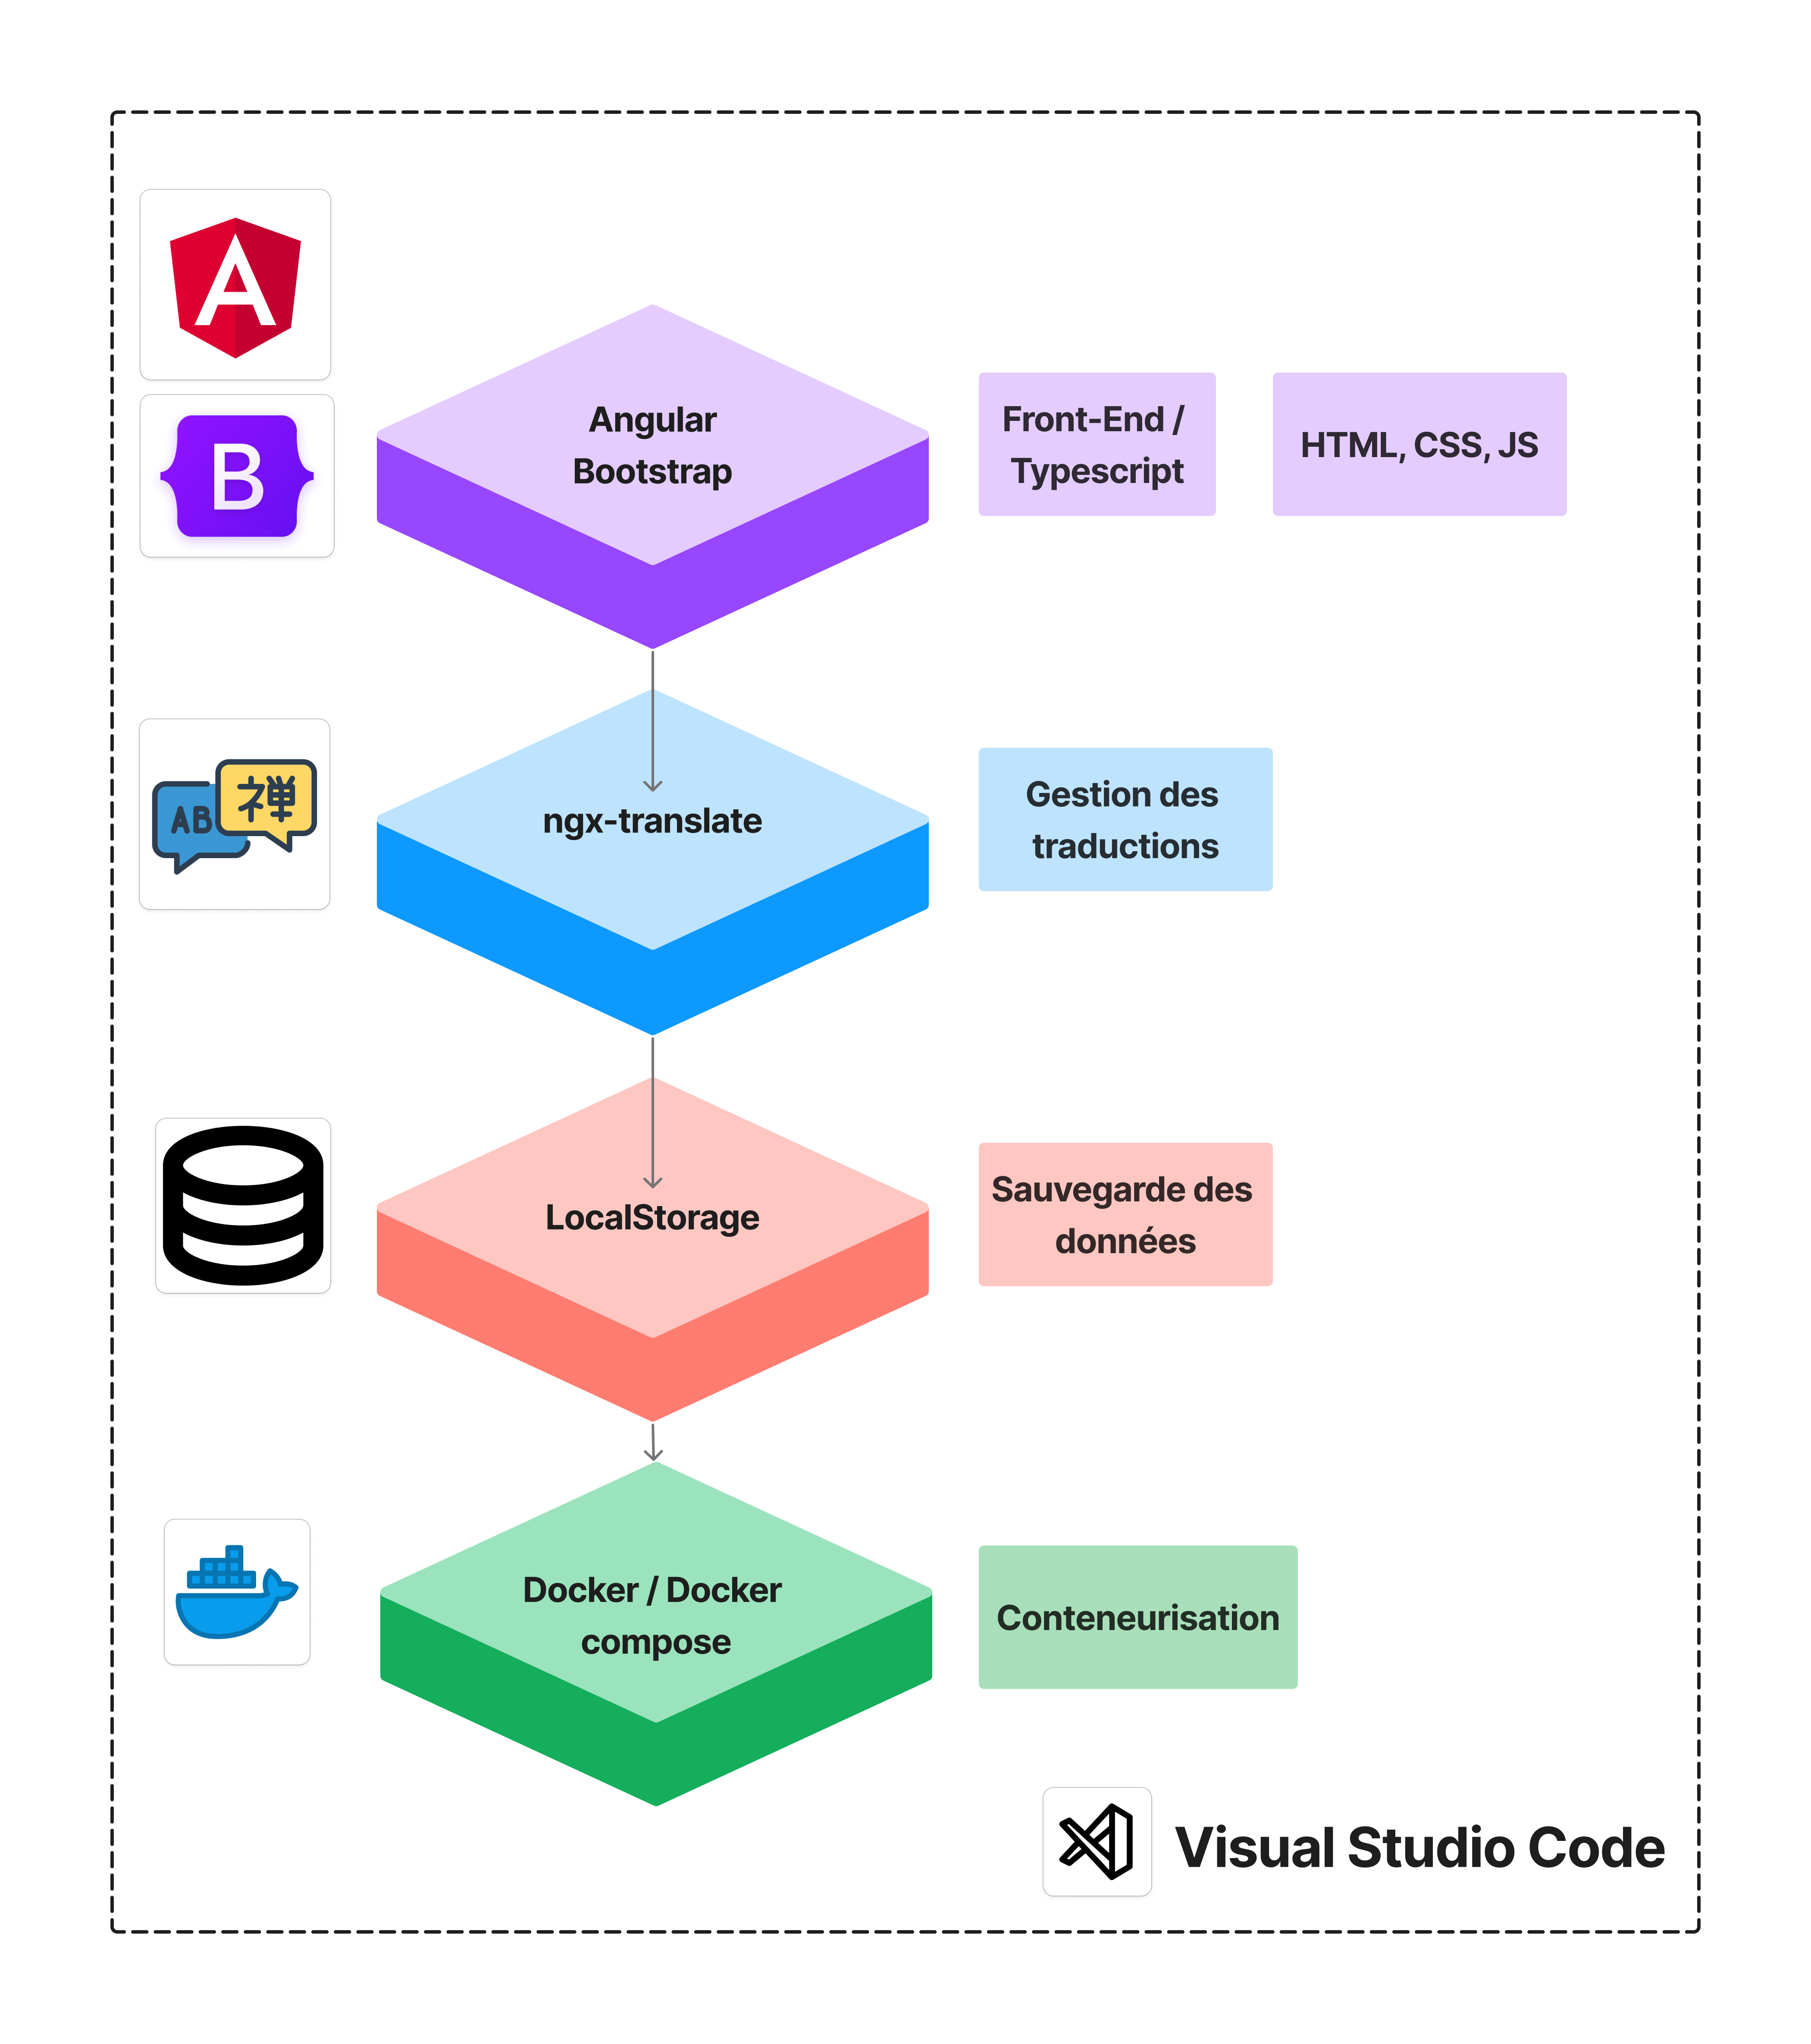 A
B
Angular
Bootstrap
Front-End /
Typescript
HTML, CSS, JS
AB
禅
ngx-translate
Gestion des
traductions
LocalStorage
Sauvegarde des
données
Docker / Docker
compose
Conteneurisation
Visual Studio Code